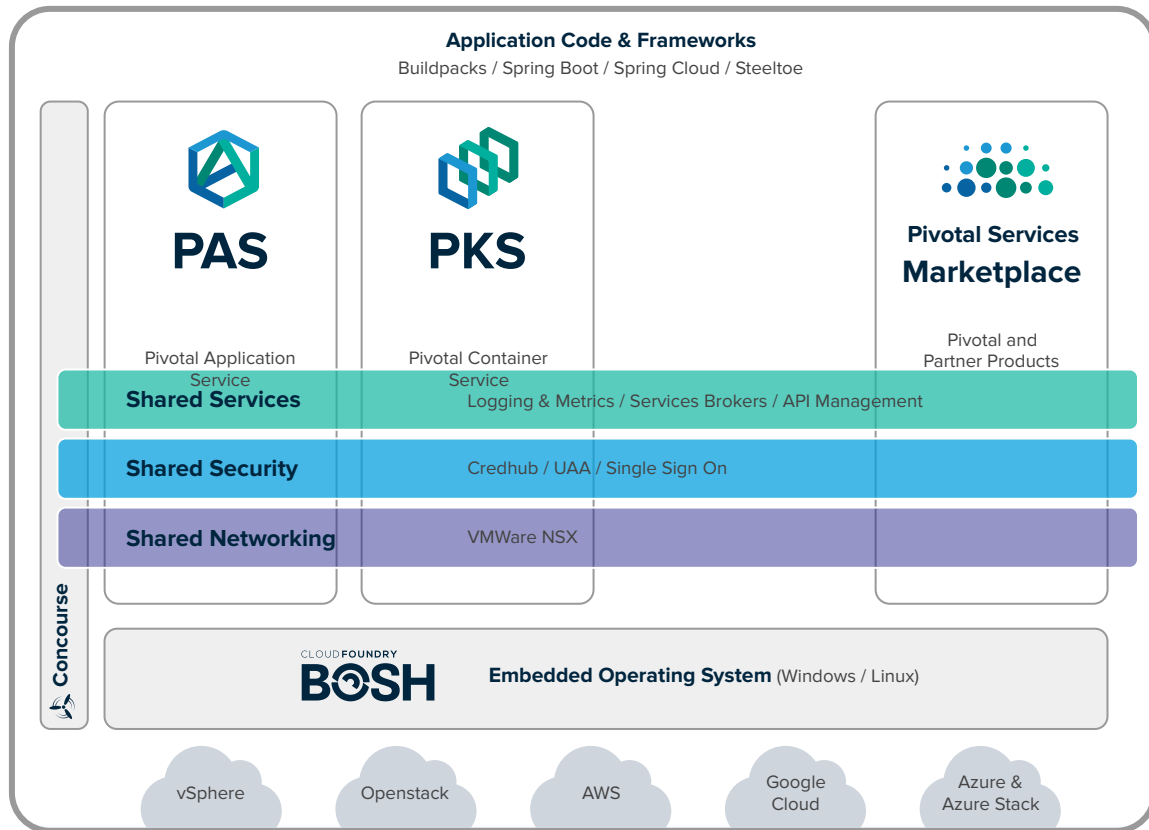 Application Code & Frameworks
Buildpacks / Spring Boot / Spring Cloud / Steeltoe
PAS
Pivotal Application
Service
PKS
Pivotal Container
Service
Pivotal Services
Marketplace
Pivotal and
Partner Products
Shared Services
Logging & Metrics / Services Brokers / API Management
Shared Security
Credhub / UAA / Single Sign On
Shared Networking
VMWare NSX
Concourse
CLOUDFOUNDRY
BOSH
Embedded Operating System (Windows / Linux)
vSphere
Openstack
AWS
Google
Cloud
Azure &
Azure Stack